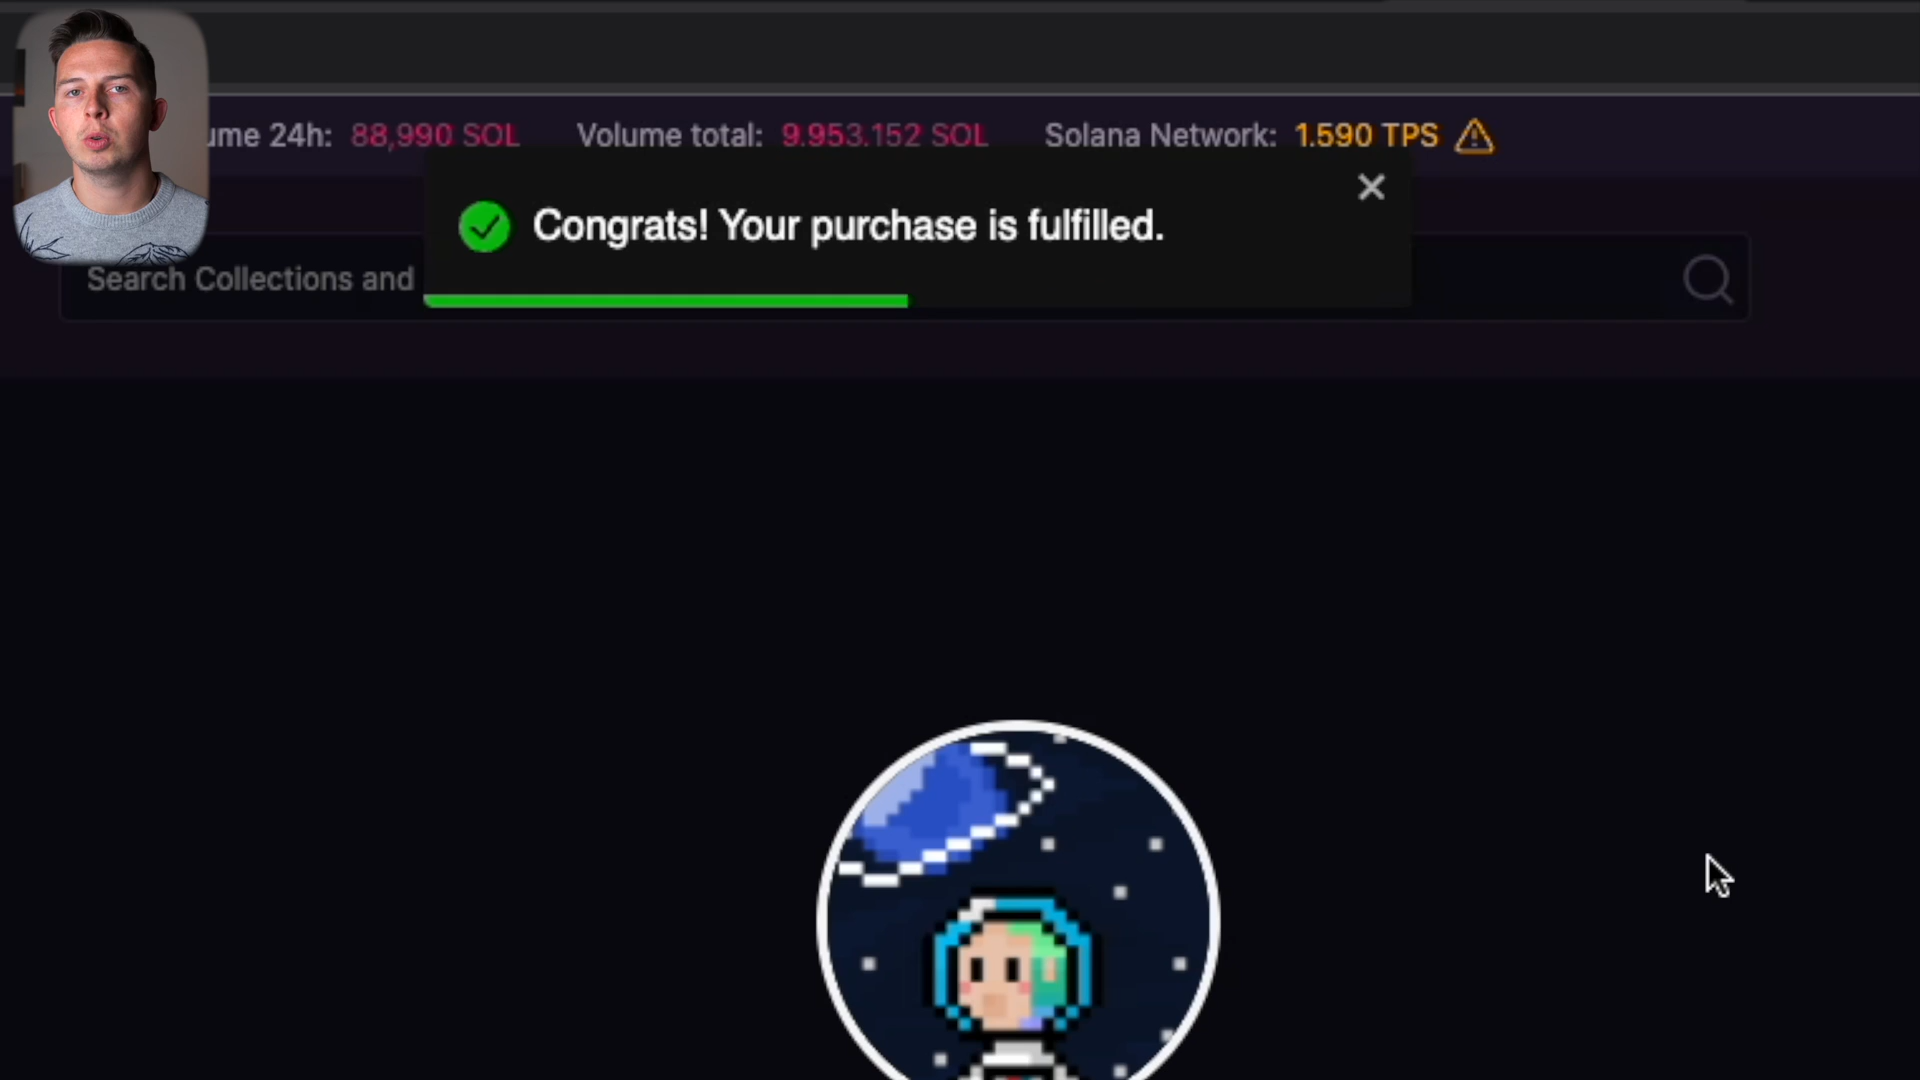 ume 24h: 88,990 SOL Volume total: 9.953.152 SOL Solana Network: 1.590 TPS
Congrats! Your purchase is fulfilled.
Search Collections and